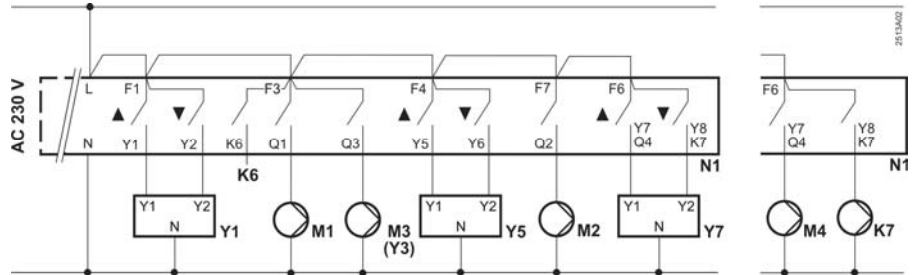 2513A02
AC 230 V
L F1 F3 F4 F7 F6 F6
▲ ▼ ▲ ▼ ▲ ▼
Y7 Y8 Y7 Y8
N Y1 Y2 K6 Q1 Q3 Y5 Y6 Q2 Q4 K7 Q4 K7
K6 N1 N1
Y1 Y2 Y1 Y2 Y1 Y2
N Y1 M1 M3 N Y5 M2 N Y7 M4 K7
(Y3)